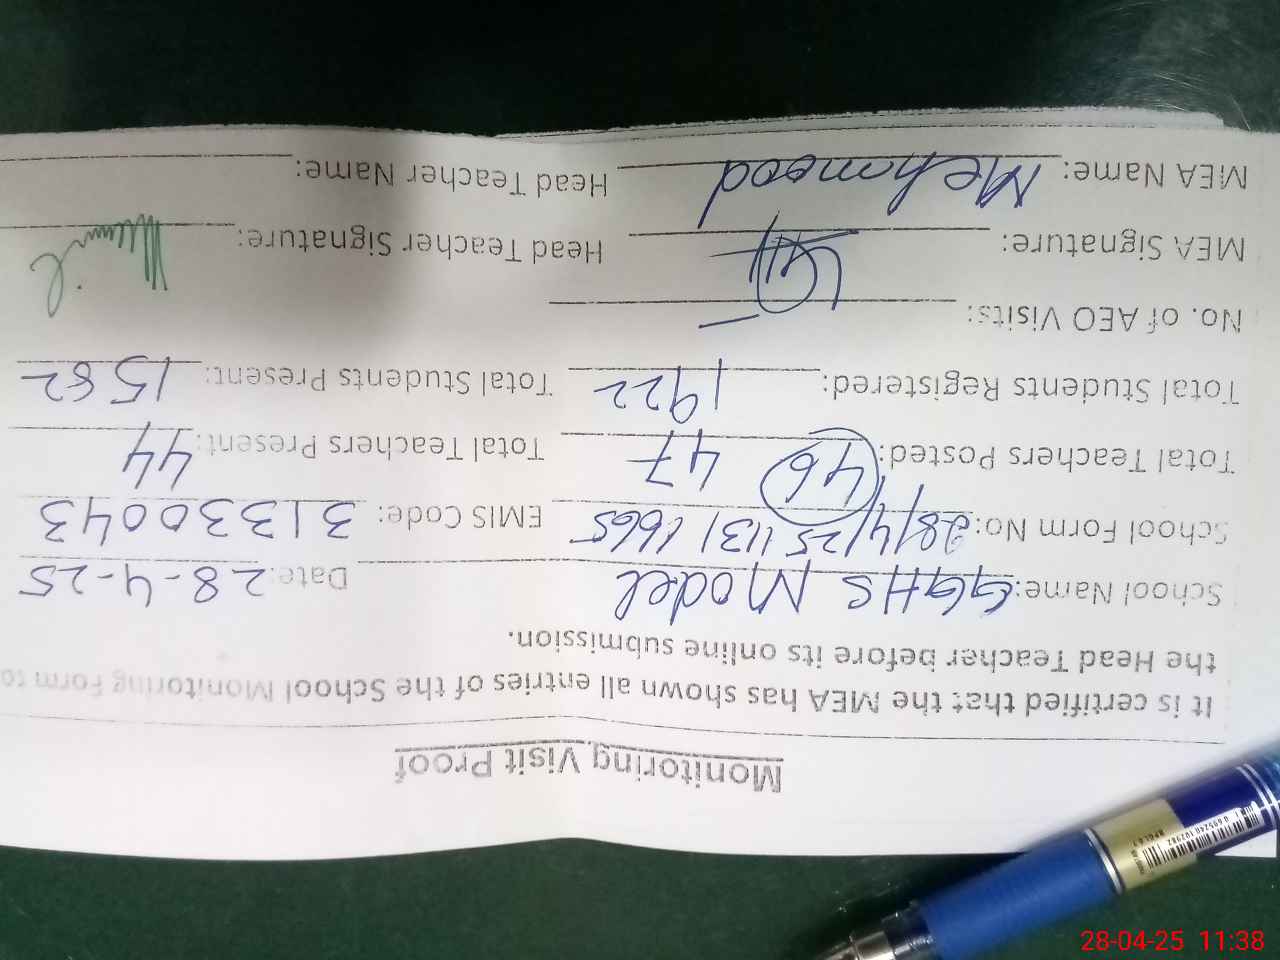 Monitoring Visit Proof
It is certified that the MEA has shown all entries of the School Monitoring Form to
the Head Teacher before its online submission.
School Name: GGHS Model Date: 28-4-25
School Form No: 28/4/25 1131 1665 EMIS Code: 31330043
Total Teachers Posted: 46 47 Total Teachers Present: 44
Total Students Registered: 1922 Total Students Present: 1582
No. of AEO Visits: —
MEA Signature: Head Teacher Signature:
MEA Name: Mehmood Head Teacher Name:
28-04-25 11:38